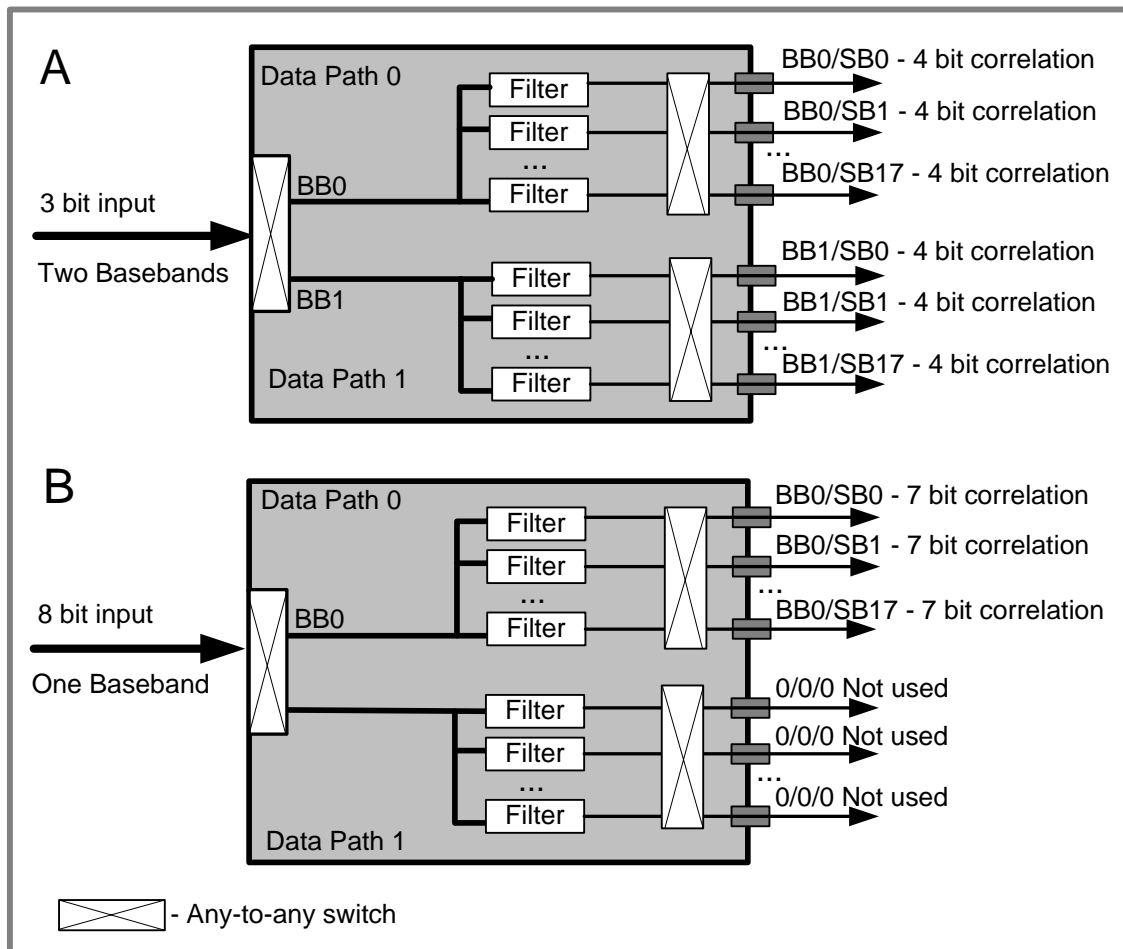 A
Data Path 0
Filter
Filter
...
Filter
BB0
3 bit input
Two Basebands
BB1
Filter
Filter
...
Filter
Data Path 1
BB0/SB0 - 4 bit correlation
BB0/SB1 - 4 bit correlation
...
BB0/SB17 - 4 bit correlation
BB1/SB0 - 4 bit correlation
BB1/SB1 - 4 bit correlation
...
BB1/SB17 - 4 bit correlation
B
Data Path 0
Filter
Filter
...
Filter
BB0
8 bit input
One Baseband
Filter
Filter
...
Filter
Data Path 1
BB0/SB0 - 7 bit correlation
BB0/SB1 - 7 bit correlation
...
BB0/SB17 - 7 bit correlation
0/0/0 Not used
0/0/0 Not used
...
0/0/0 Not used
- Any-to-any switch